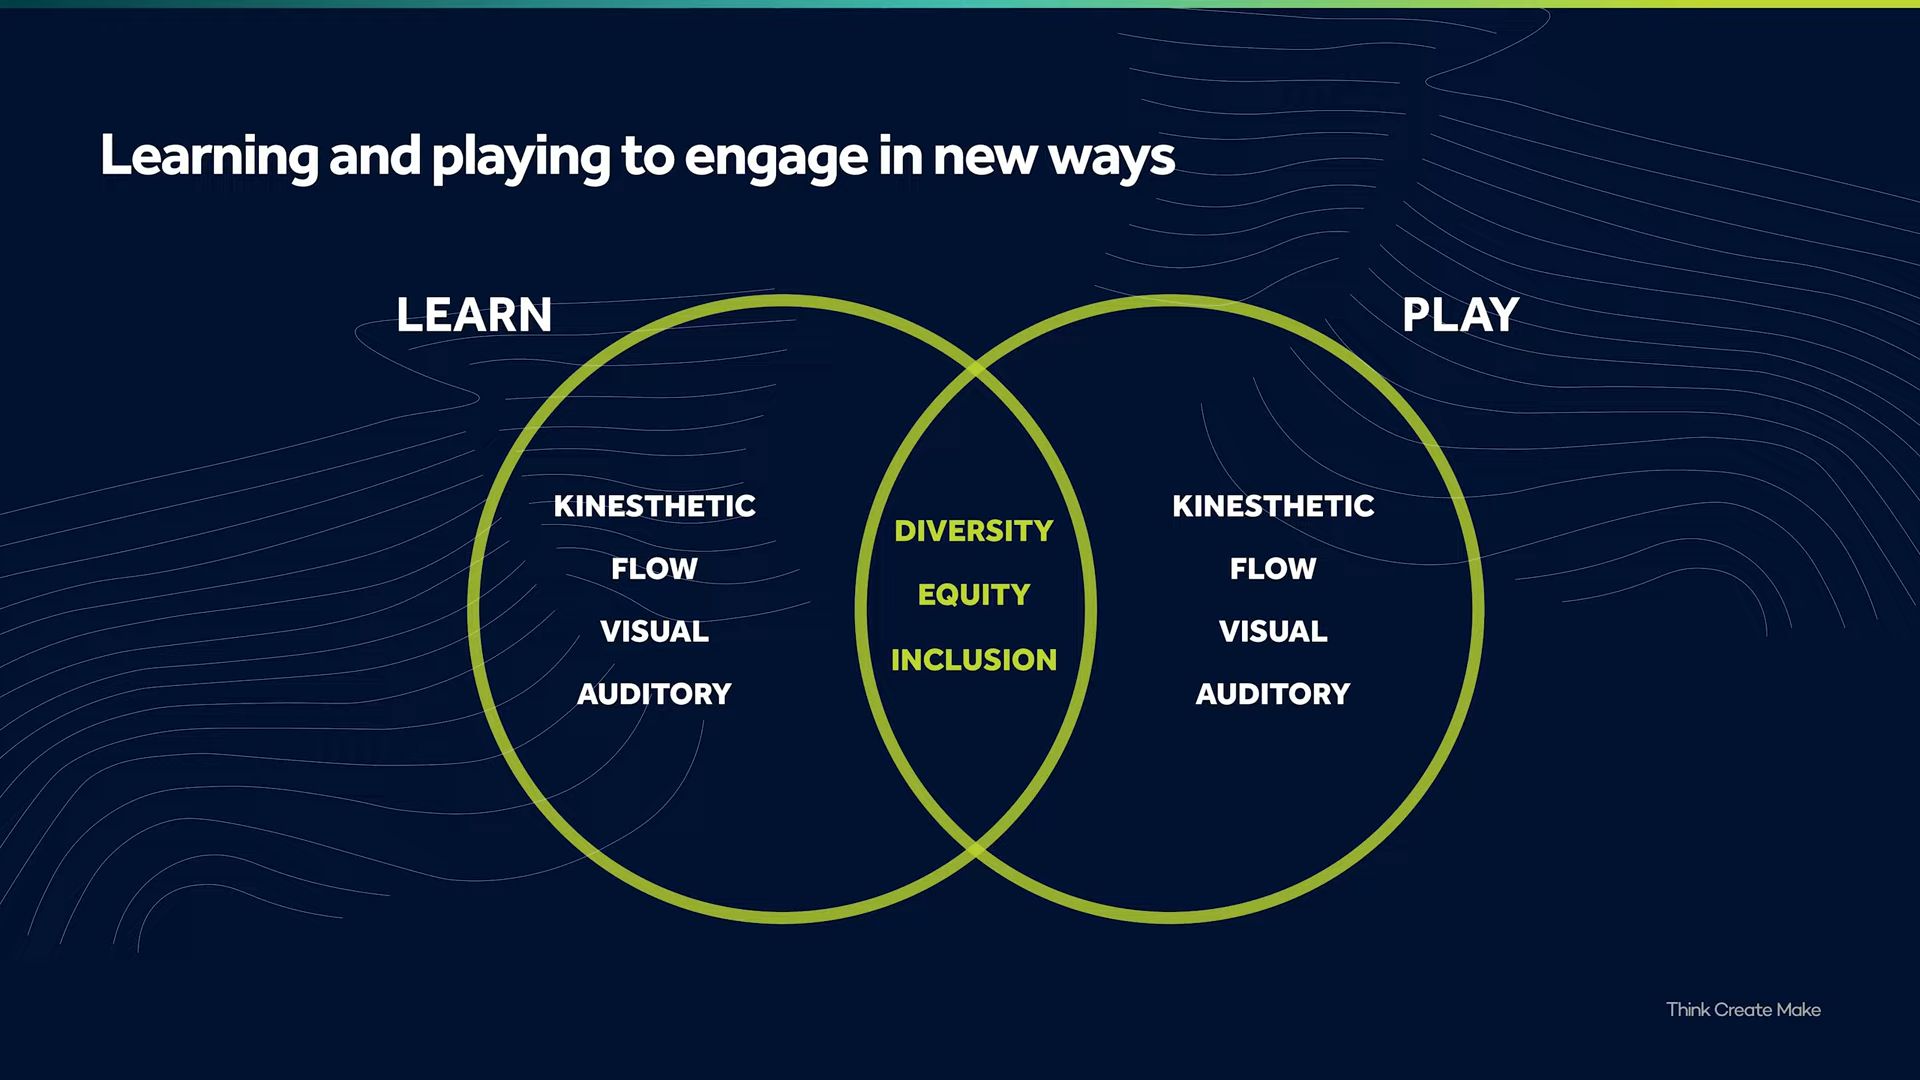 Learning and playing to engage in new ways
LEARN
PLAY
KINESTHETIC
FLOW
VISUAL
AUDITORY
DIVERSITY
EQUITY
INCLUSION
KINESTHETIC
FLOW
VISUAL
AUDITORY
Think Create Make